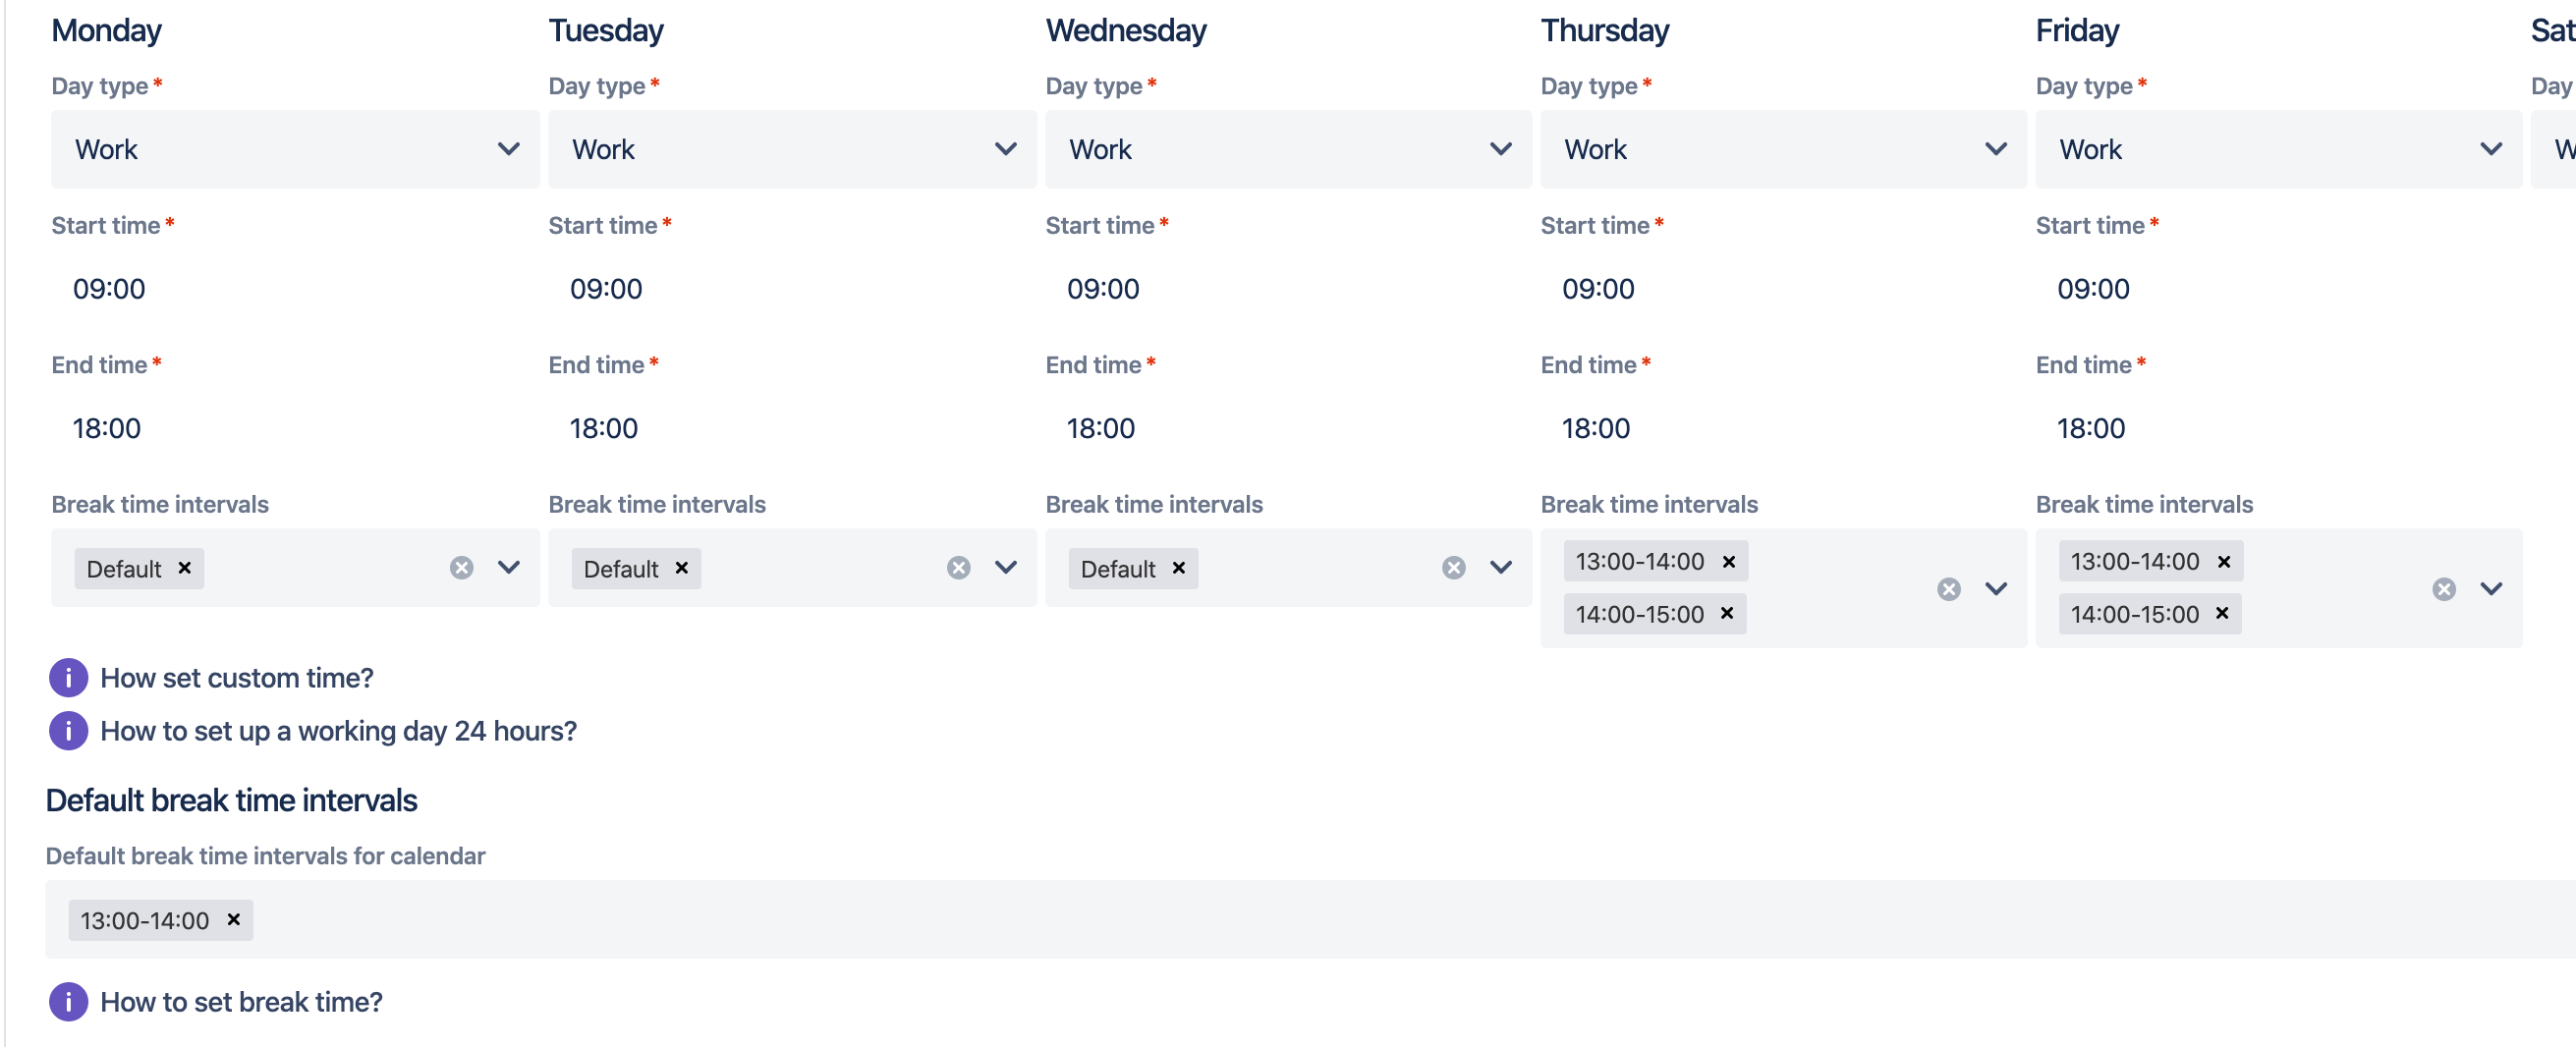 Monday Tuesday Wednesday Thursday Friday Sat
Day type * Day type * Day type * Day type * Day type * Day
Work Work Work Work Work W
Start time * Start time * Start time * Start time * Start time *
09:00 09:00 09:00 09:00 09:00
End time * End time * End time * End time * End time *
18:00 18:00 18:00 18:00 18:00
Break time intervals Break time intervals Break time intervals Break time intervals Break time intervals
Default × Default × Default × 13:00-14:00 × 13:00-14:00 ×
14:00-15:00 × 14:00-15:00 ×
How set custom time?
How to set up a working day 24 hours?
Default break time intervals
Default break time intervals for calendar
13:00-14:00 ×
How to set break time?